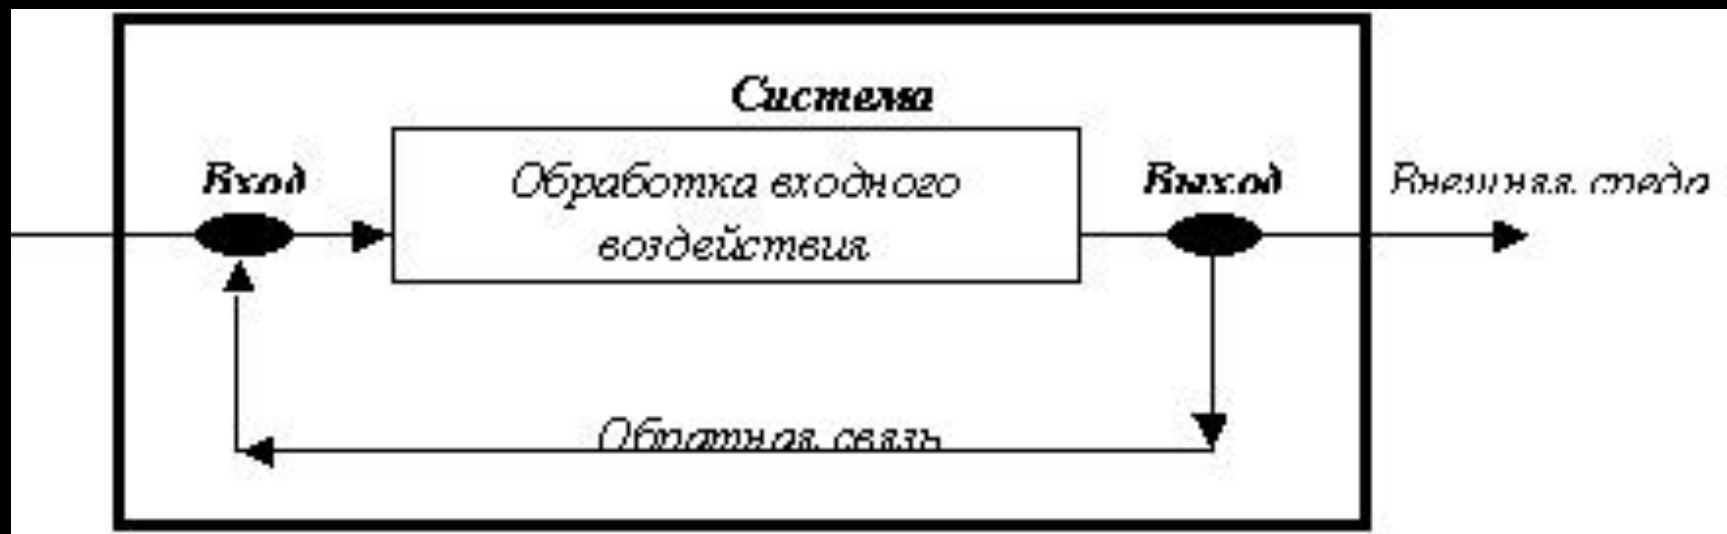 Система
Вход
Обработка входного
воздействия
Выход
Внешняя среда
Обратная связь